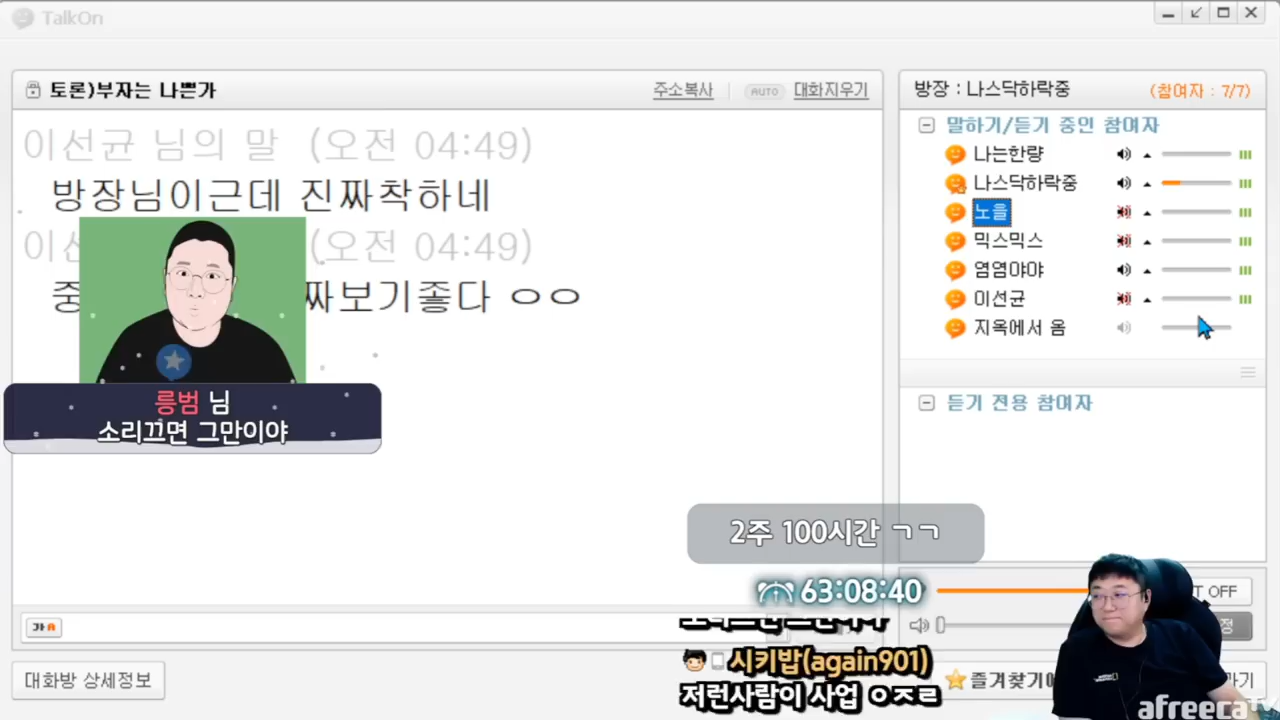 TalkOn
토론)부자는 나쁜가
주소복사
AUTO
대화지우기
이선균 님의 말 (오전 04:49)
방장님이근데 진짜착하네
(오전 04:49)
짜보기좋다 ㅇㅇ
릉범 님
소리끄면 그만이야
방장 : 나스닥하락중
(참여자 : 7/7)
말하기/듣기 중인 참여자
나는한량
나스닥하락중
노을
믹스믹스
염염야야
이선균
지옥에서 옴
듣기 전용 참여자
2주 100시간 ㄱㄱ
63:08:40
OFF
시키밥(again901)
저런사람이 사업 ㅇㅈㄹ
가A
대화방 상세정보
즐겨찾기
afreecaTV